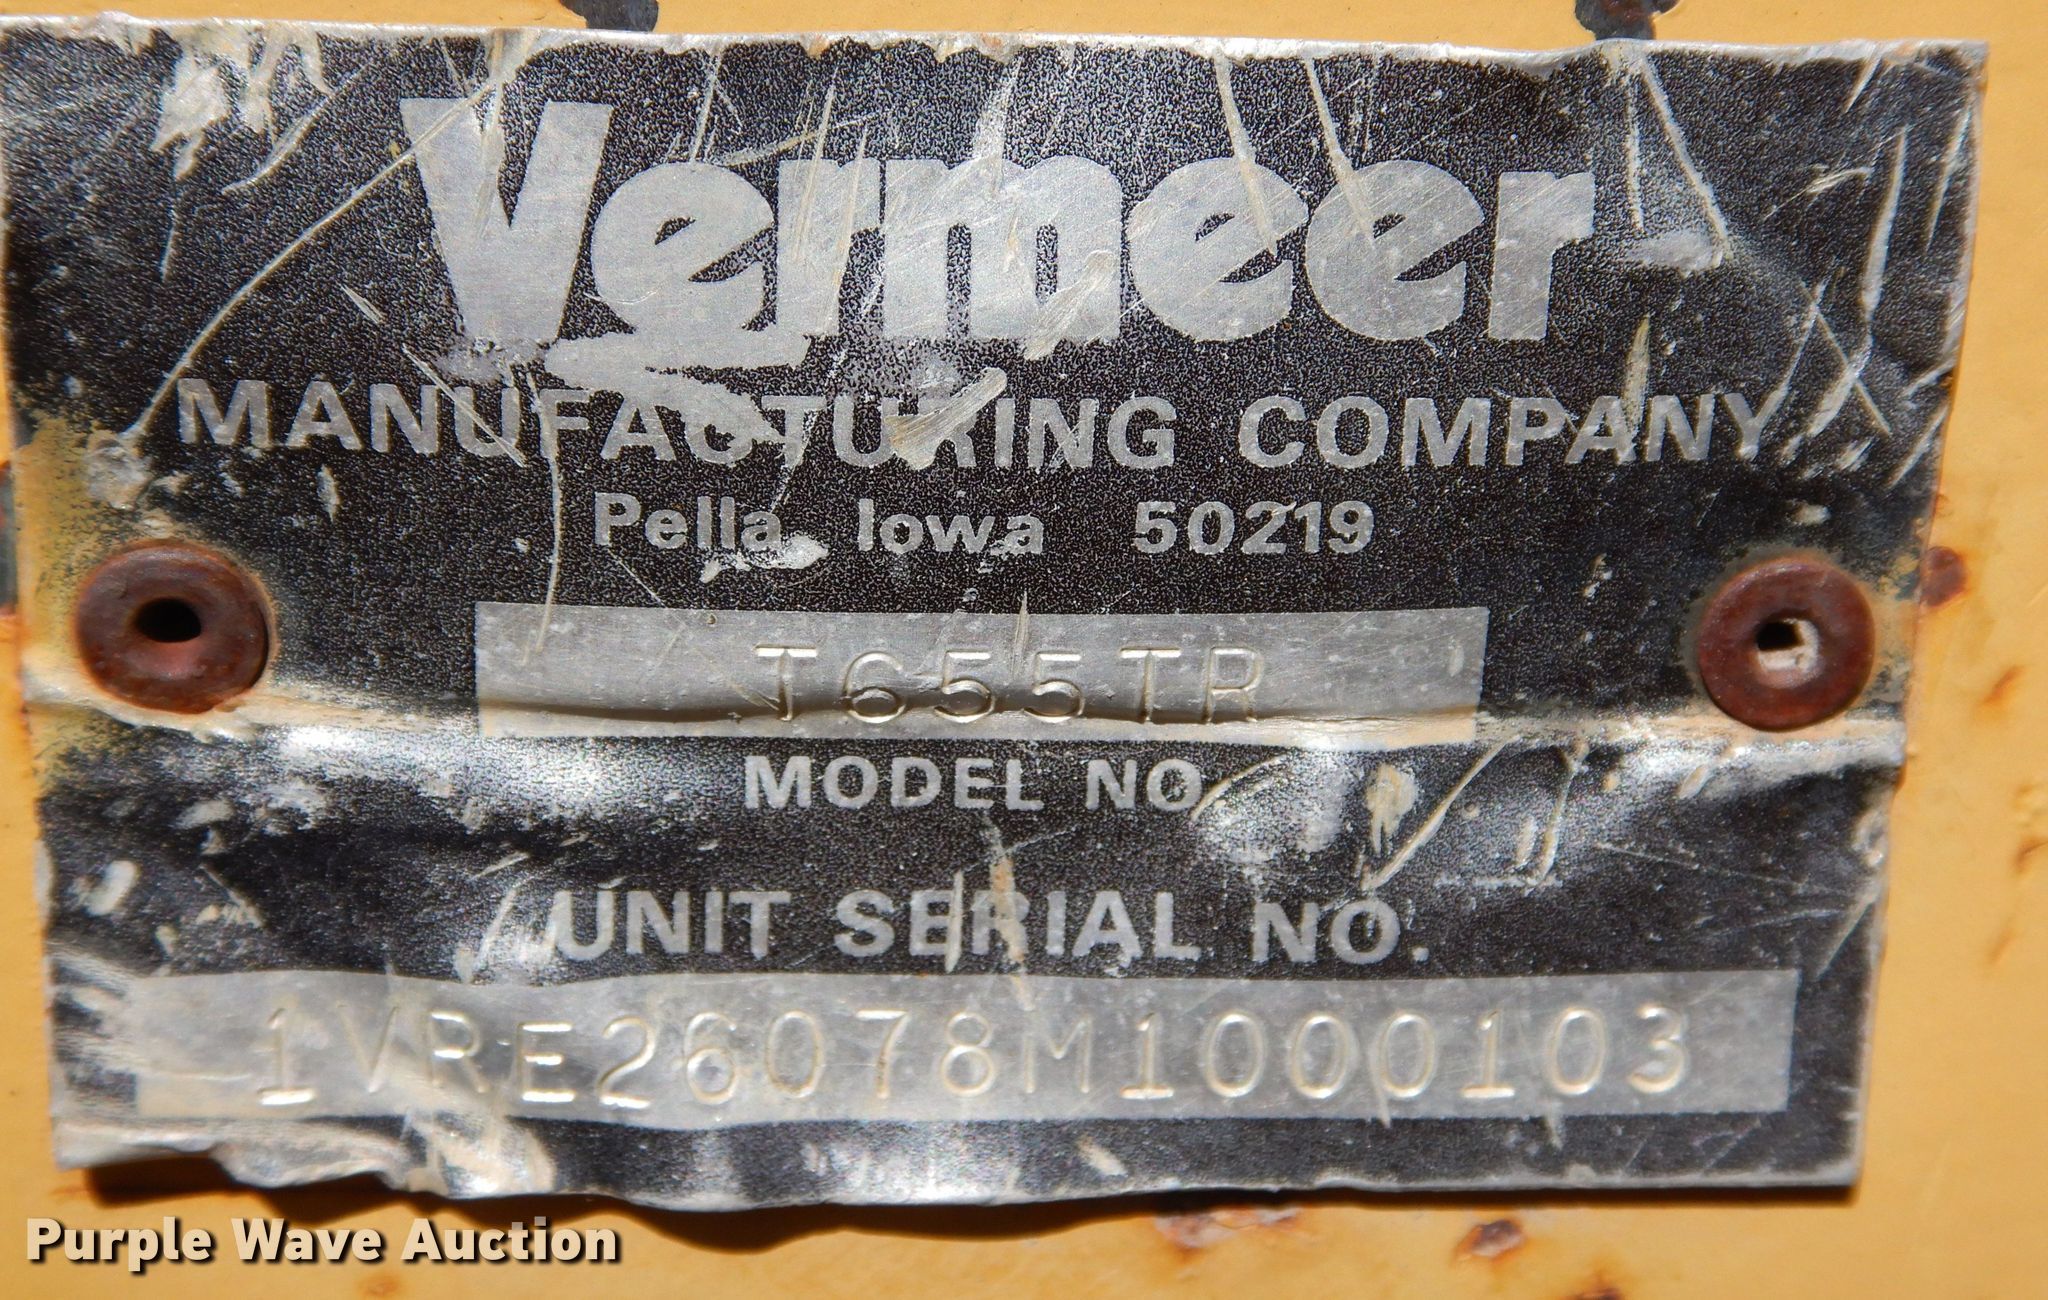 Vermeer
MANUFACTURING COMPANY
Pella, Iowa 50219
T655TR
MODEL NO.
UNIT SERIAL NO.
1VRE26078M1000103
Purple Wave Auction